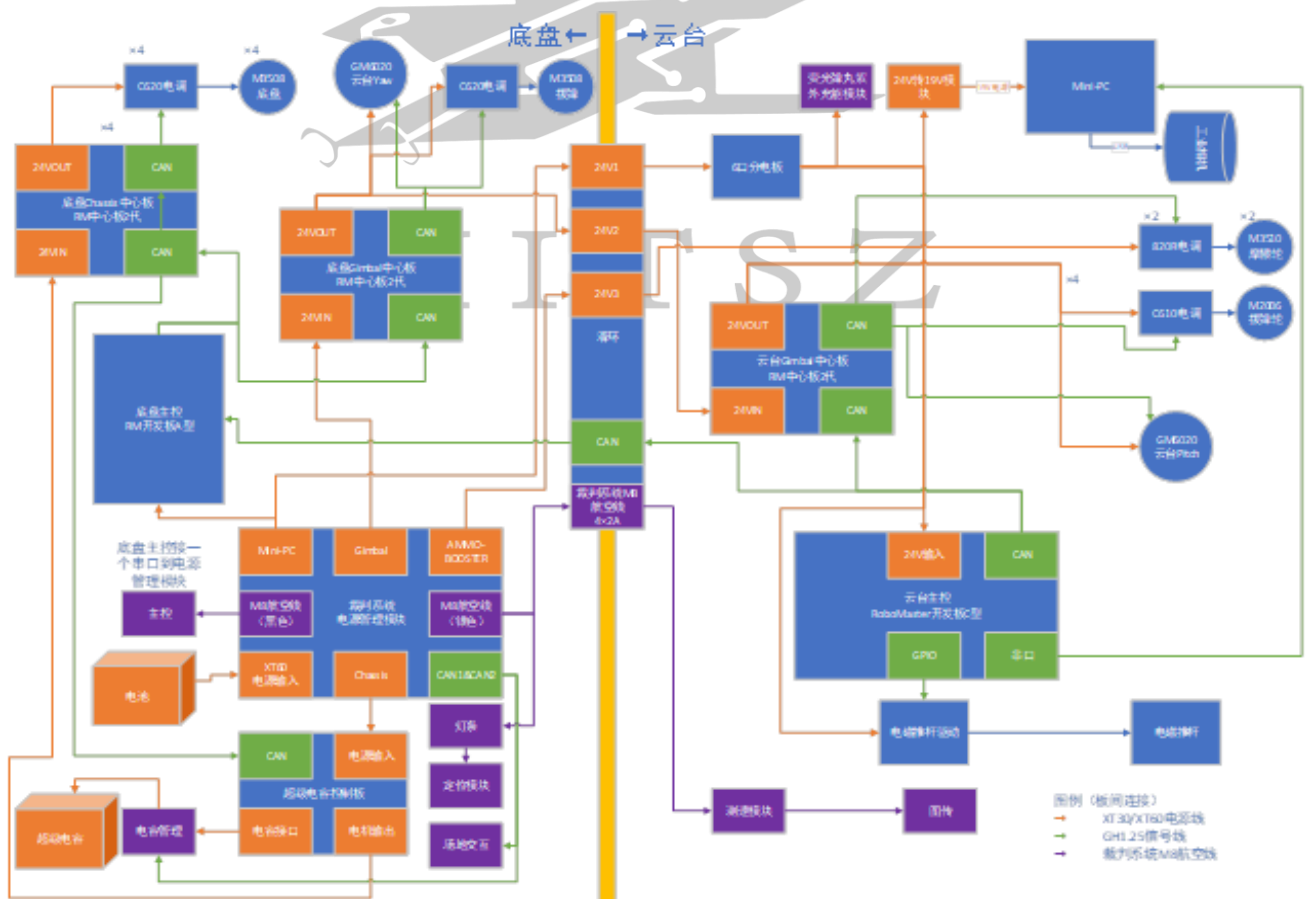 底盘← →云台
×4
×4
C620电调
M3508
底盘
×4
24VOUT
CAN
底盘Chassis中心板
RM中心板2代
24VIN
CAN
GM6020
云台Yaw
C620电调
M3508
拨弹
24VOUT
CAN
底盘Gimbal中心板
RM中心板2代
24VIN
CAN
底盘主控
RM开发板A型
24V1
24V2
24V3
滑环
CAN
裁判系统M8
航空线
4×2A
6口分电板
荧光弹丸紫
外充能模块
24V转19V模
块
Mini-PC
工业相机
×2
×2
820R电调
M3510
摩擦轮
×4
C610电调
M2006
拨弹轮
GM6020
云台Pitch
24VOUT
CAN
云台Gimbal中心板
RM中心板2代
24VIN
CAN
HITSZ
底盘主控接一
个串口到电源
管理模块
主控
电池
Mini-PC
Gimbal
AMMO-
BOOSTER
M8航空线
(黑色)
裁判系统
电源管理模块
M8航空线
XT60
电源输入
Chassis
CAN1&CAN2
灯条
定位模块
场地交互
CAN
电源输入
超级电容控制板
电容接口
电机输出
电容管理
超级电容
24V输入
CAN
云台主控
RoboMaster开发板C型
GPIO
串口
电磁推杆驱动
电磁推杆
测速模块
图传
图例(板间连接)
XT30/XT60电源线
GH1.25信号线
裁判系统M8航空线